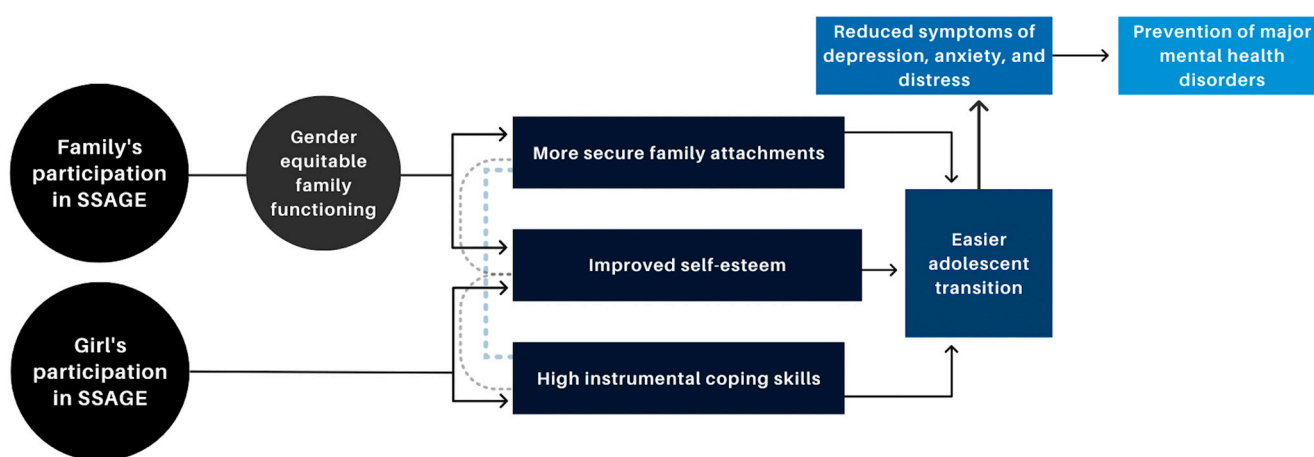 Family's
participation
in SSAGE
Gender
equitable
family
functioning
Girl's
participation
in SSAGE
More secure family attachments
Improved self-esteem
High instrumental coping skills
Easier
adolescent
transition
Reduced symptoms of
depression, anxiety, and
distress
Prevention of major
mental health
disorders